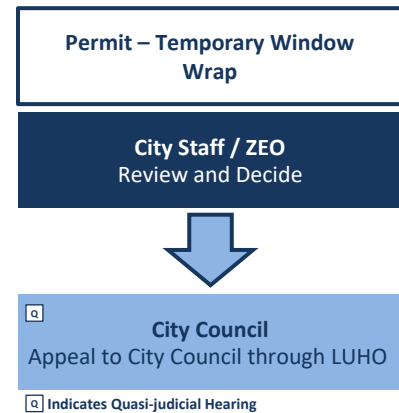 Permit – Temporary Window
Wrap
City Staff / ZEO
Review and Decide
Q
City Council
Appeal to City Council through LUHO
Q Indicates Quasi-judicial Hearing